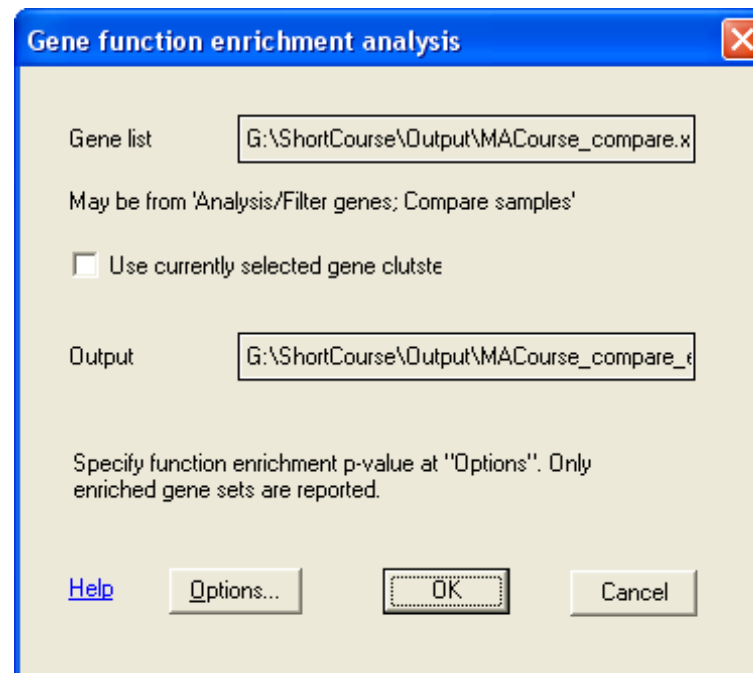 Gene function enrichment analysis
Gene list G:\ShortCourse\Output\MACourse_compare.x
May be from 'Analysis/Filter genes; Compare samples'
Use currently selected gene clutste
Output G:\ShortCourse\Output\MACourse_compare_e
Specify function enrichment p-value at "Options". Only
enriched gene sets are reported.
Help Options... OK Cancel